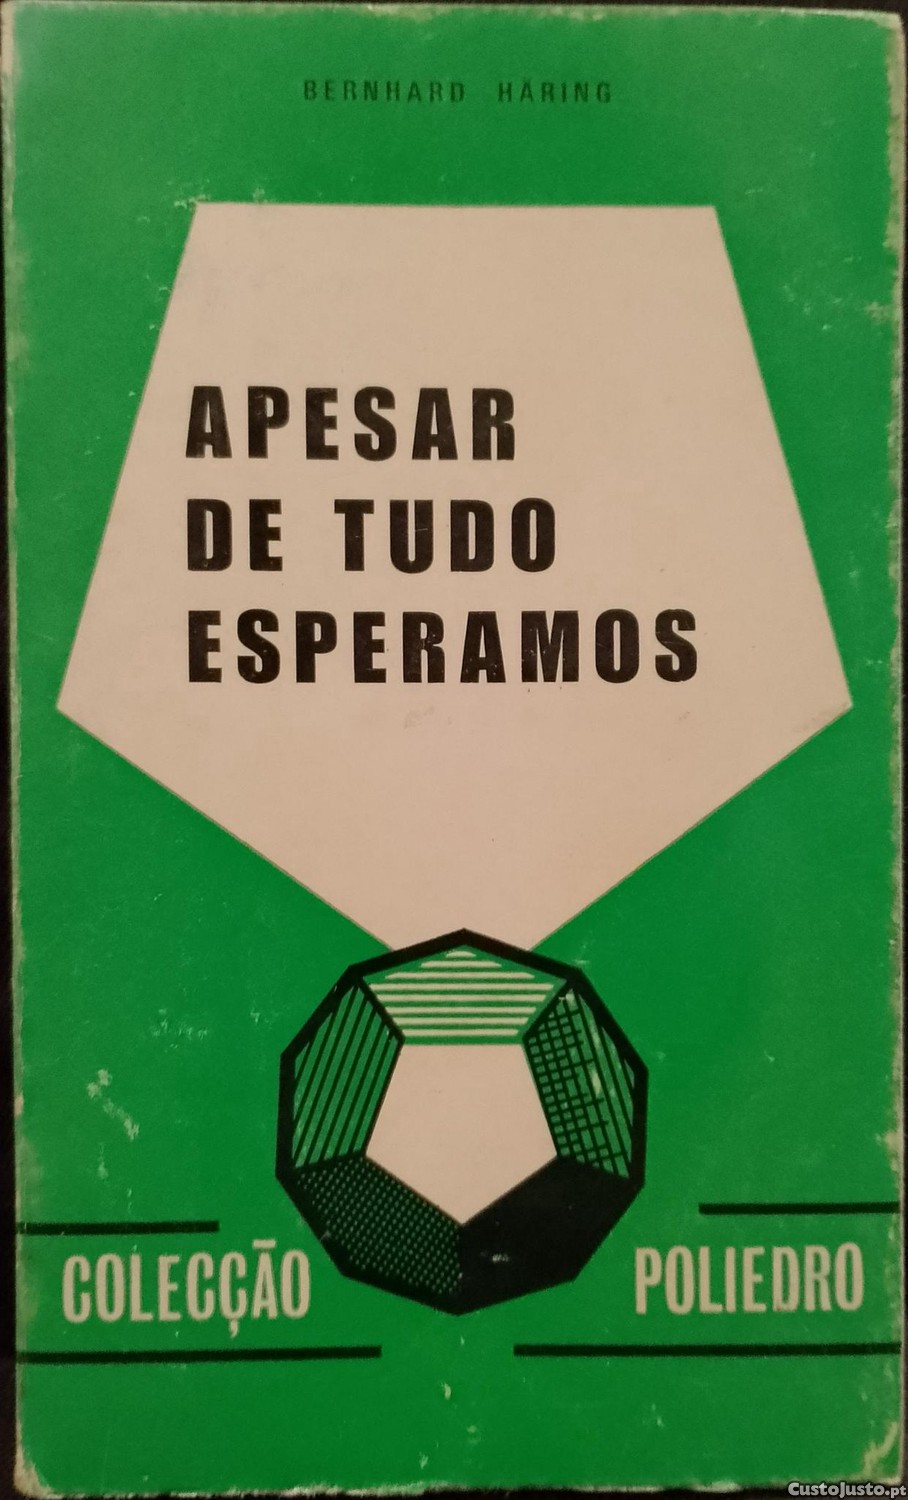 BERNHARD HÄRING
APESAR
DE TUDO
ESPERAMOS
COLECÇÃO
POLIEDRO
CustoJusto.pt